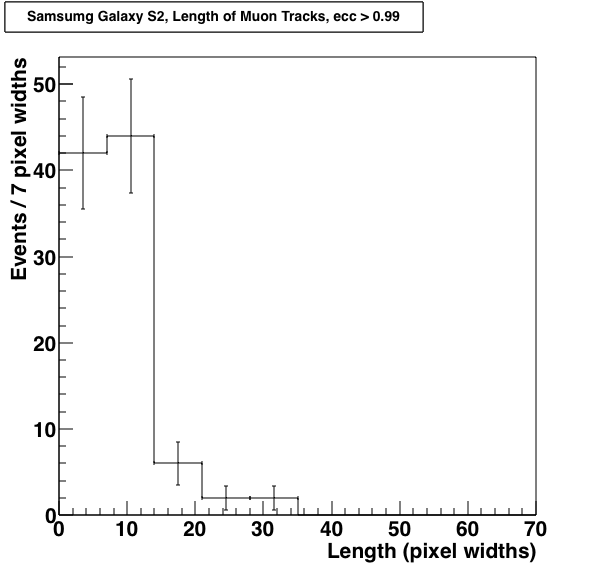 Samsumg Galaxy S2, Length of Muon Tracks, ecc > 0.99
Events / 7 pixel widths
50
40
30
20
10
0
0 10 20 30 40 50 60 70
Length (pixel widths)